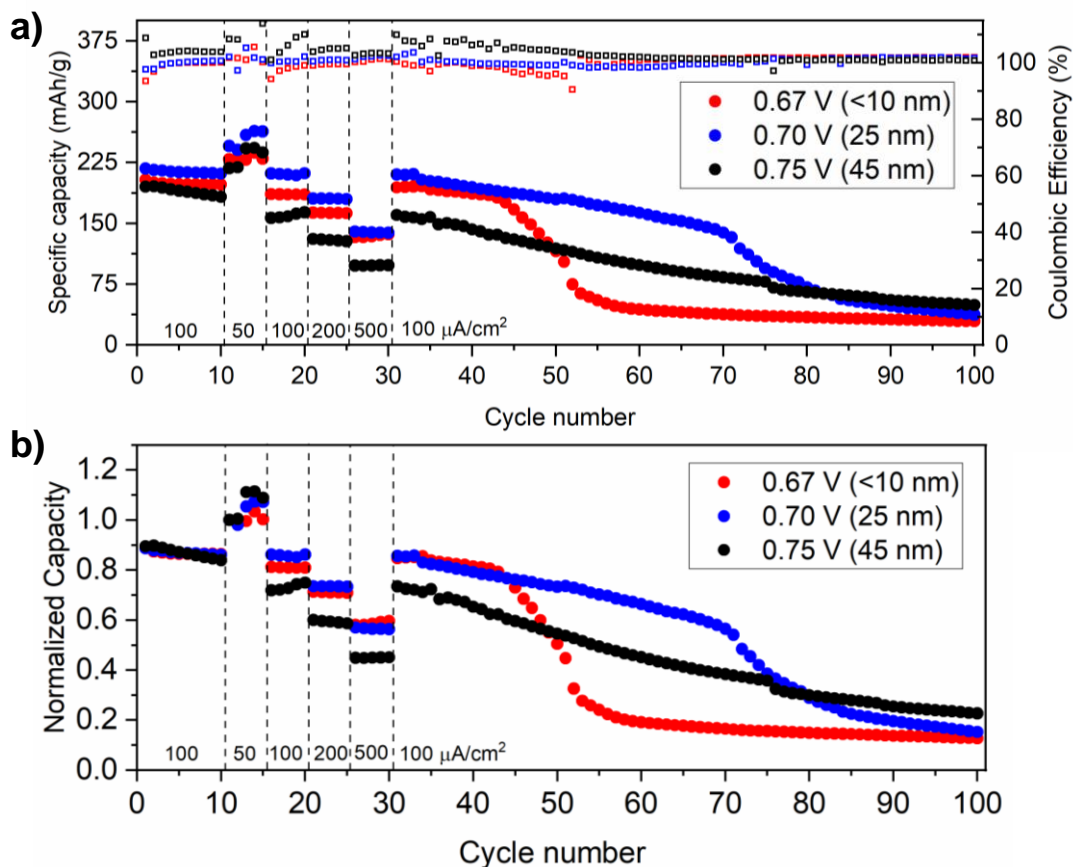 a)
Specific capacity (mAh/g)
375
300
225
150
75
0
100
80
60
40
20
0
Coulombic Efficiency (%)
0.67 V (<10 nm)
0.70 V (25 nm)
0.75 V (45 nm)
100 50 100 200 500 100 μA/cm²
0 10 20 30 40 50 60 70 80 90 100
Cycle number
b)
Normalized Capacity
1.2
1.0
0.8
0.6
0.4
0.2
0.0
0.67 V (<10 nm)
0.70 V (25 nm)
0.75 V (45 nm)
100 50 100 200 500 100 μA/cm²
0 10 20 30 40 50 60 70 80 90 100
Cycle number